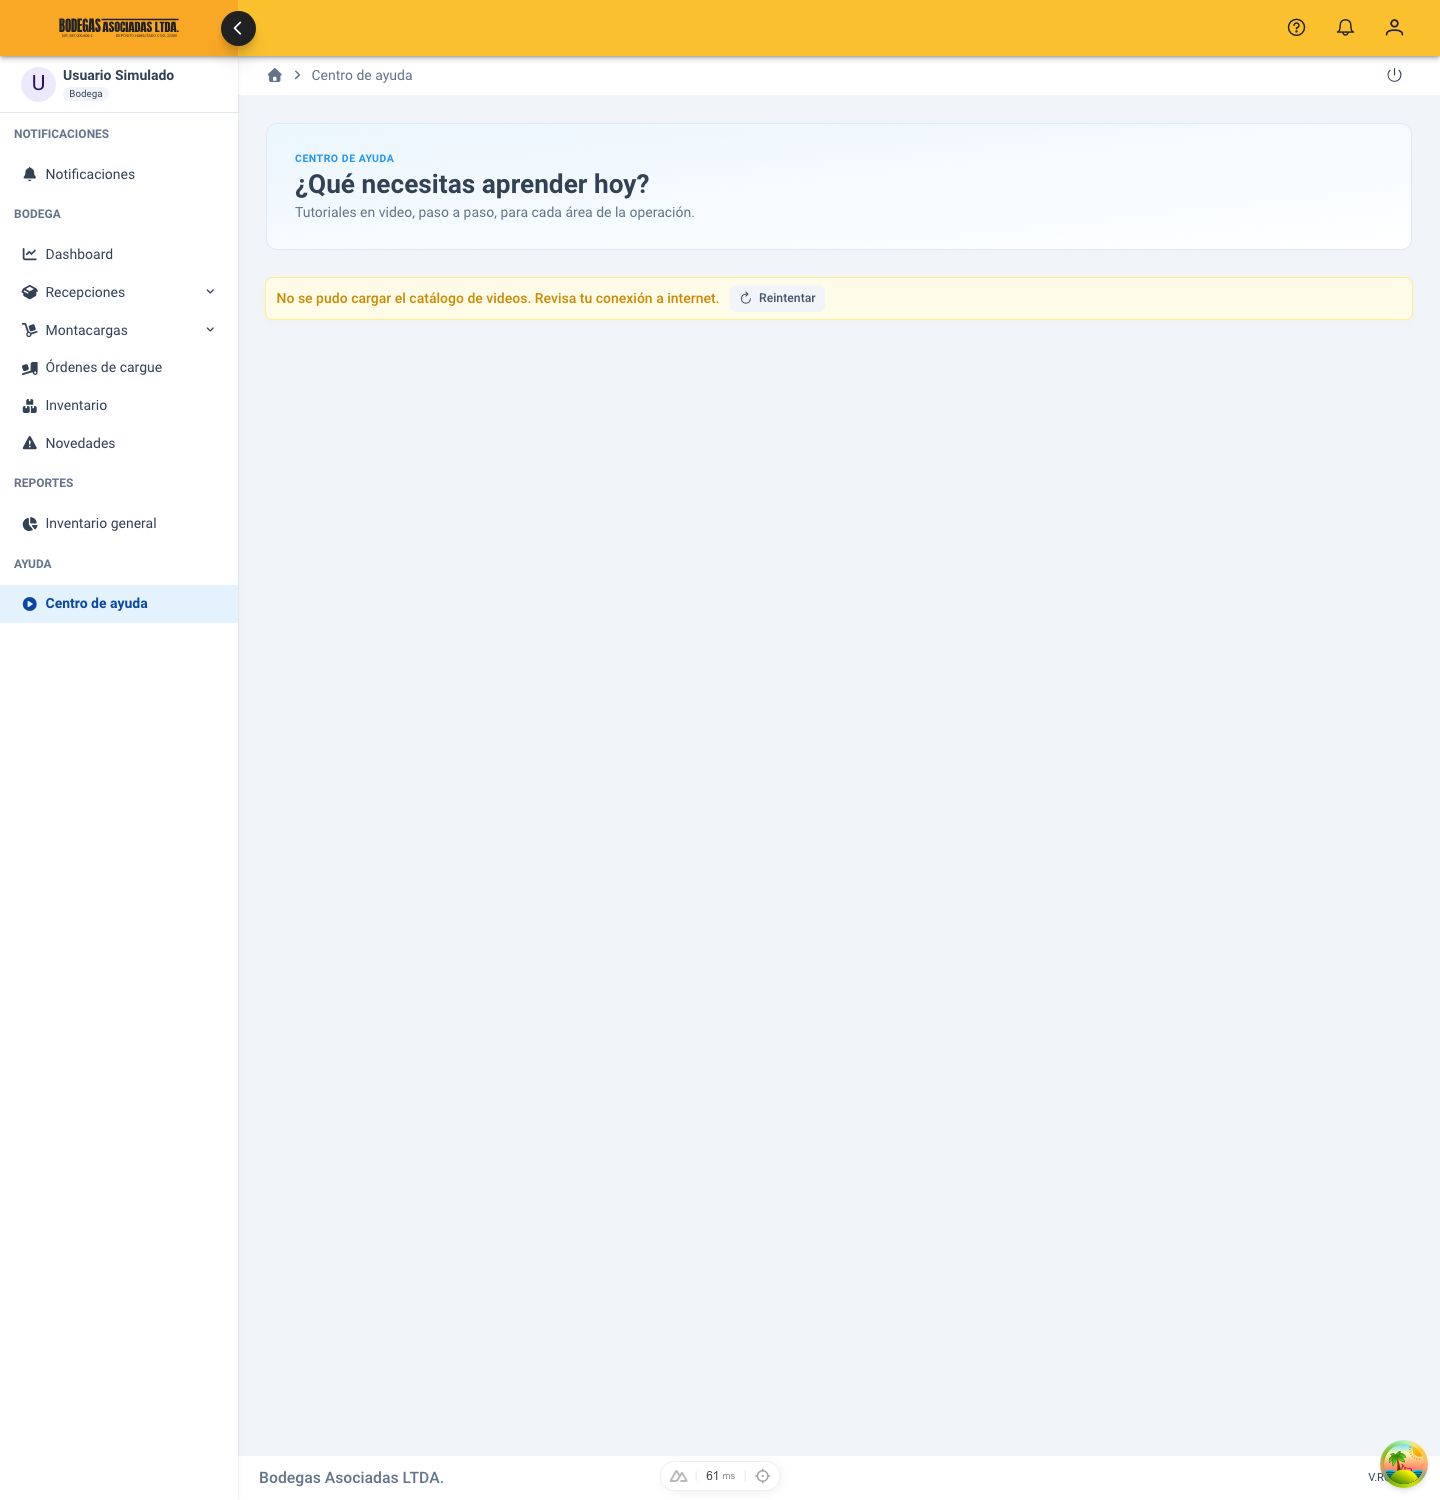 BODEGAS ASOCIADAS LTDA.
U
Usuario Simulado
Bodega
Centro de ayuda
NOTIFICACIONES
Notificaciones
BODEGA
Dashboard
Recepciones
Montacargas
Órdenes de cargue
Inventario
Novedades
REPORTES
Inventario general
AYUDA
Centro de ayuda
CENTRO DE AYUDA
¿Qué necesitas aprender hoy?
Tutoriales en video, paso a paso, para cada área de la operación.
No se pudo cargar el catálogo de videos. Revisa tu conexión a internet.
Reintentar
Bodegas Asociadas LTDA.
61 ms